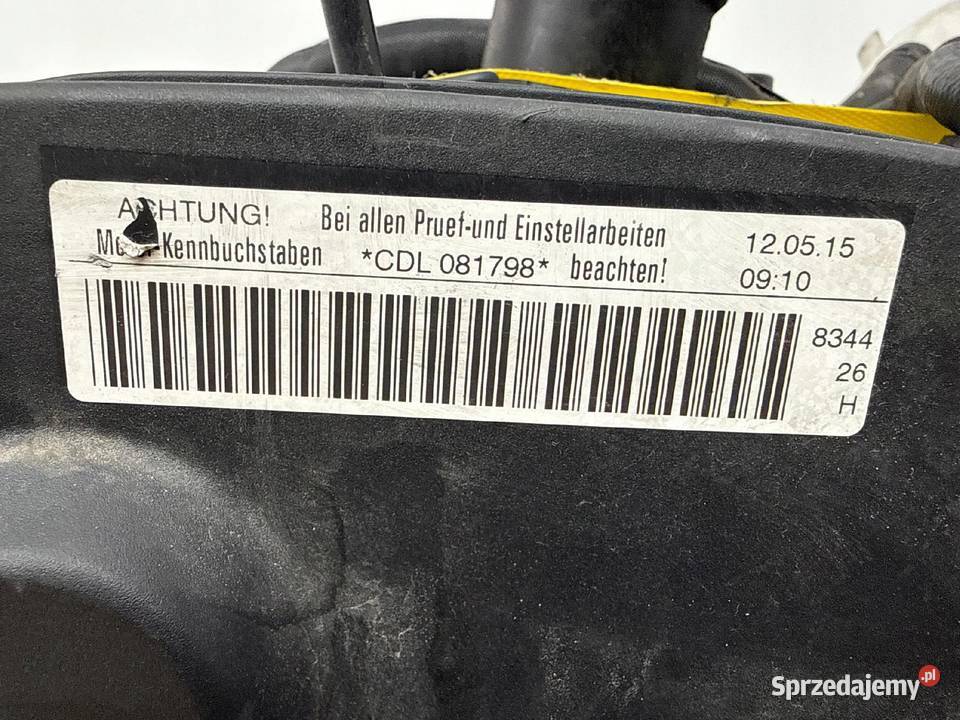 ACHTUNG! Bei allen Pruef-und Einstellarbeiten 12.05.15
Kennbuchstaben *CDL 081798* beachten! 09:10
8344
26
H
Sprzedajemy.pl